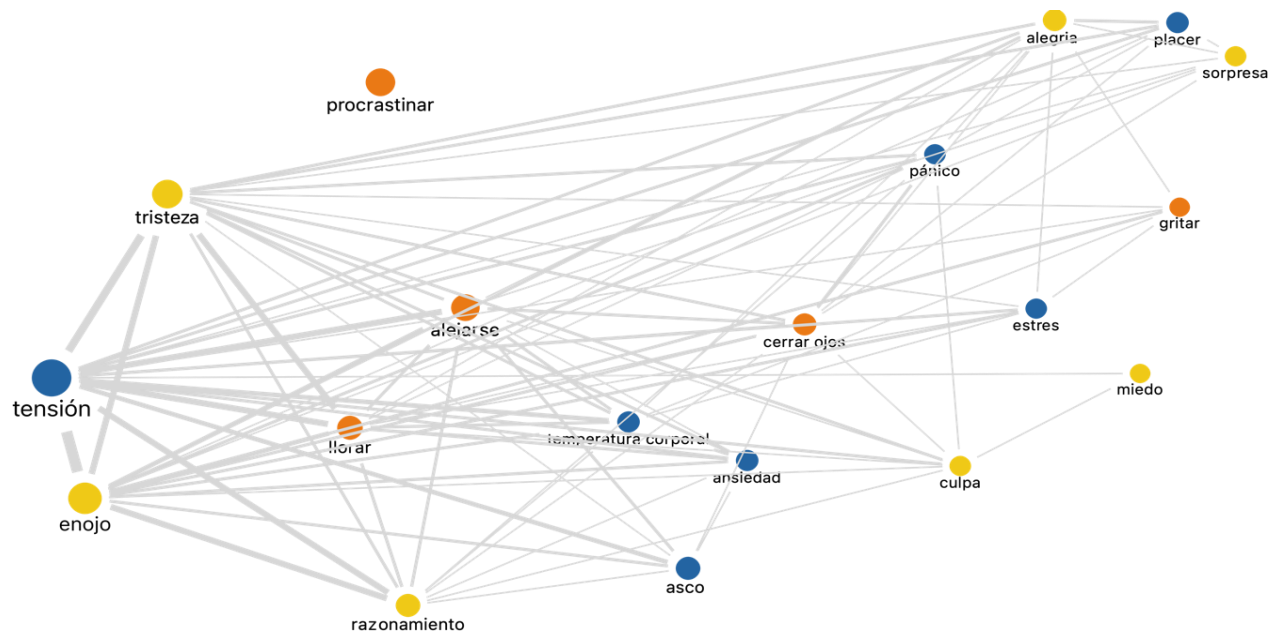 alegria
placer
sorpresa
procrastinar
pánico
tristeza
gritar
alejarse
estres
cerrar ojos
miedo
tensión
llorar
temperatura corporal
ansiedad
culpa
enojo
asco
razonamiento